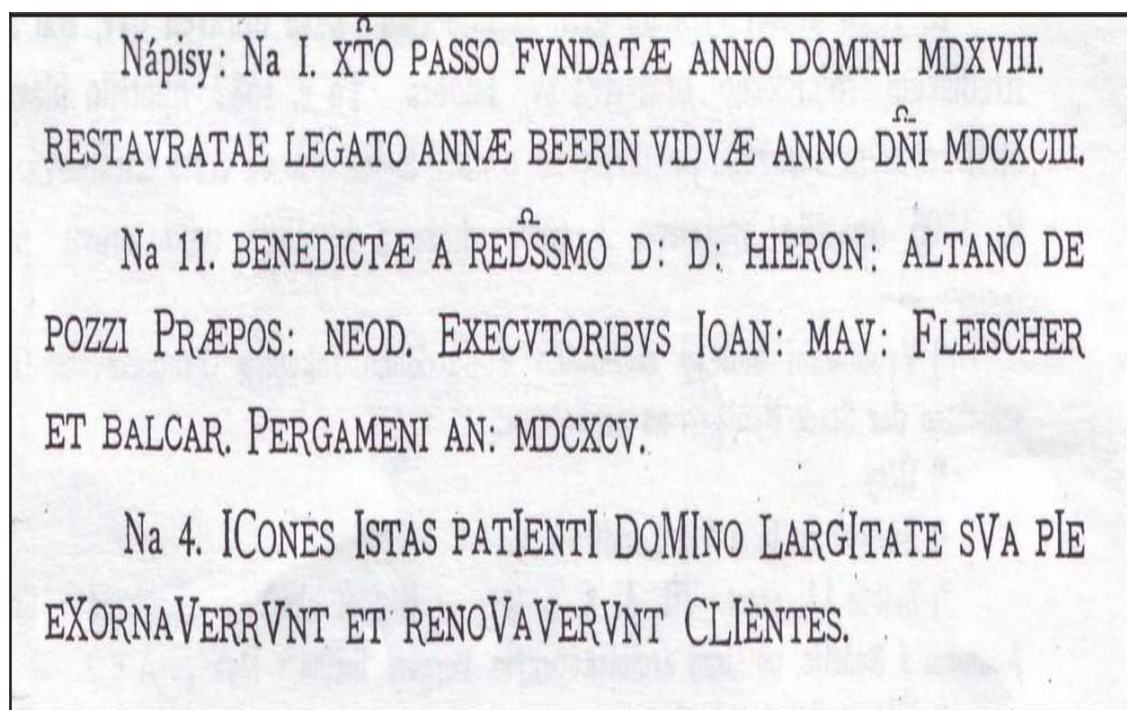 Nápisy: Na I. XTO PASSO FVNDATÆ ANNO DOMINI MDXVIII.
RESTAVRATAE LEGATO ANNÆ BEERIN VIDVÆ ANNO DÑI MDCXCIII.
Na 11. BENEDICTÆ A REDSSMO D: D: HIERON: ALTANO DE
POZZI PRÆPOS: NEOD. EXECVTORIBVS IOAN: MAV: FLEISCHER
ET BALCAR. PERGAMENI AN: MDCXCV.
Na 4. ICONES ISTAS PATIENTI DOMINO LARGITATE SVA PIE
EXORNAVERRVNT ET RENOVAVERVNT CLIENTES.